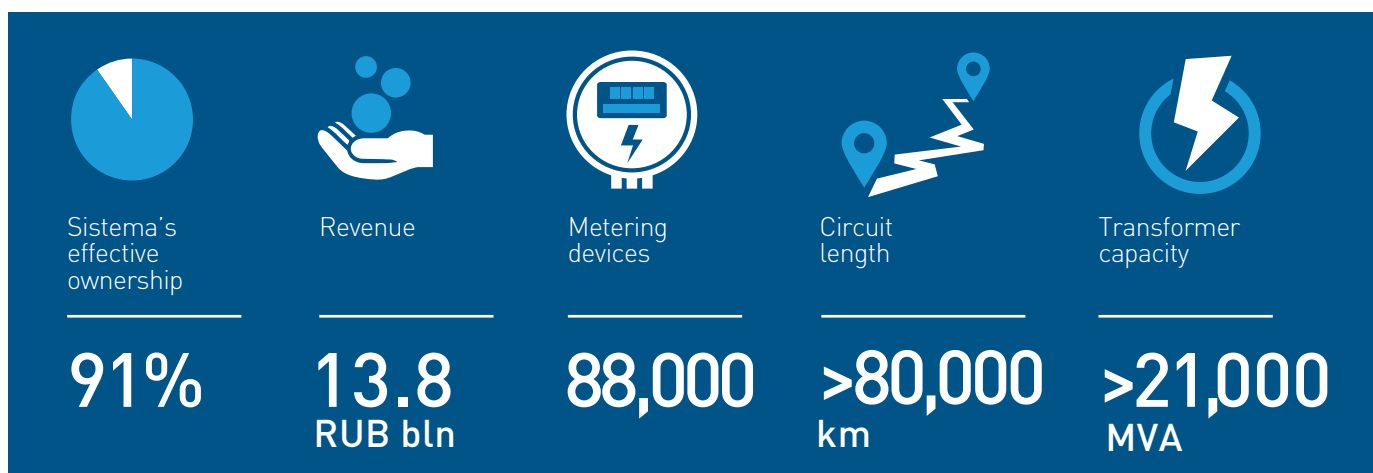 Sistema's
effective
ownership
91%
Revenue
13.8
RUB bln
Metering
devices
88,000
Circuit
length
>80,000
km
Transformer
capacity
>21,000
MVA